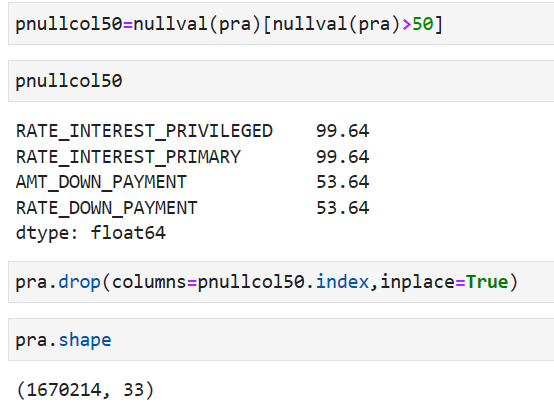 pnullcol50=nullval(pra)[nullval(pra)>50]
pnullcol50
RATE_INTEREST_PRIVILEGED    99.64
RATE_INTEREST_PRIMARY       99.64
AMT_DOWN_PAYMENT            53.64
RATE_DOWN_PAYMENT           53.64
dtype: float64
pra.drop(columns=pnullcol50.index,inplace=True)
pra.shape
(1670214, 33)